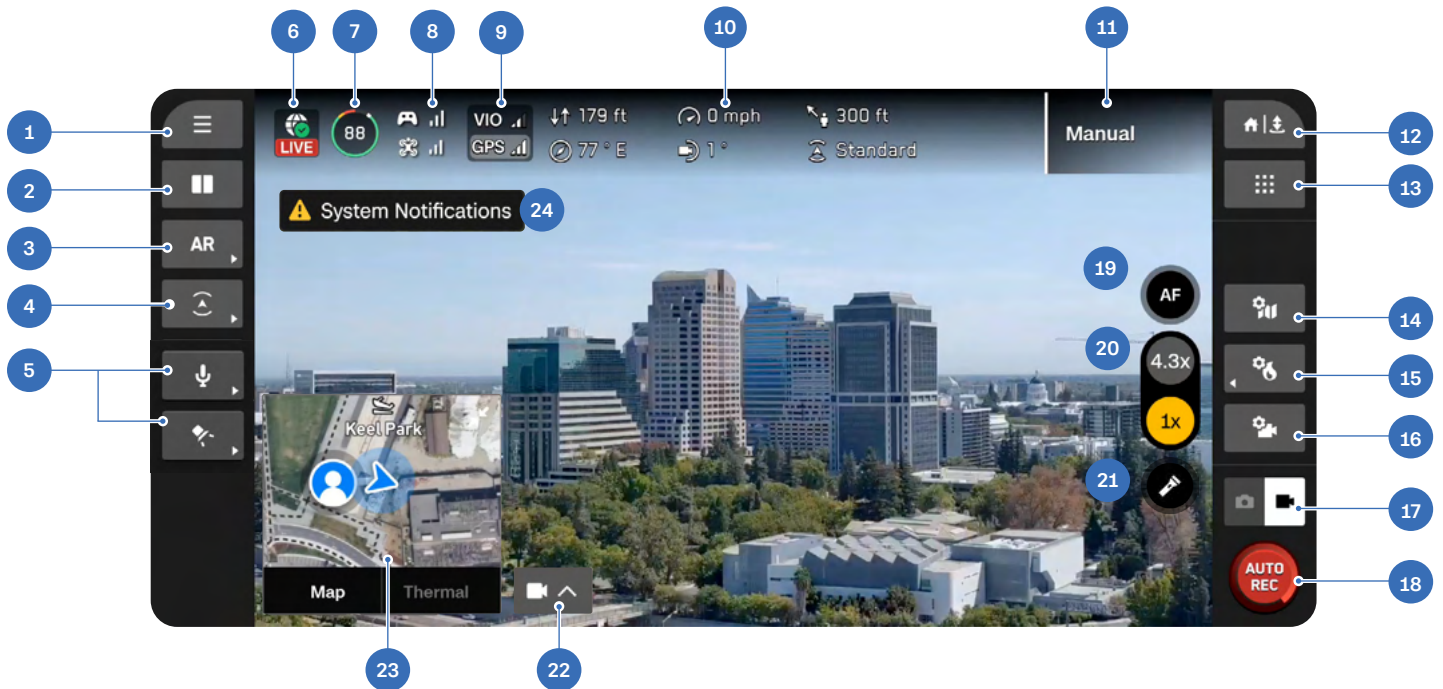 6
7
8
9
10
11
1
LIVE
88
VIO
GPS
179 ft
77° E
0 mph
1°
300 ft
Standard
Manual
12
2
13
System Notifications
24
3
AR
19
AF
4
14
20
4.3x
5
15
1x
16
Keel Park
21
17
Map
Thermal
AUTO
REC
18
23
22